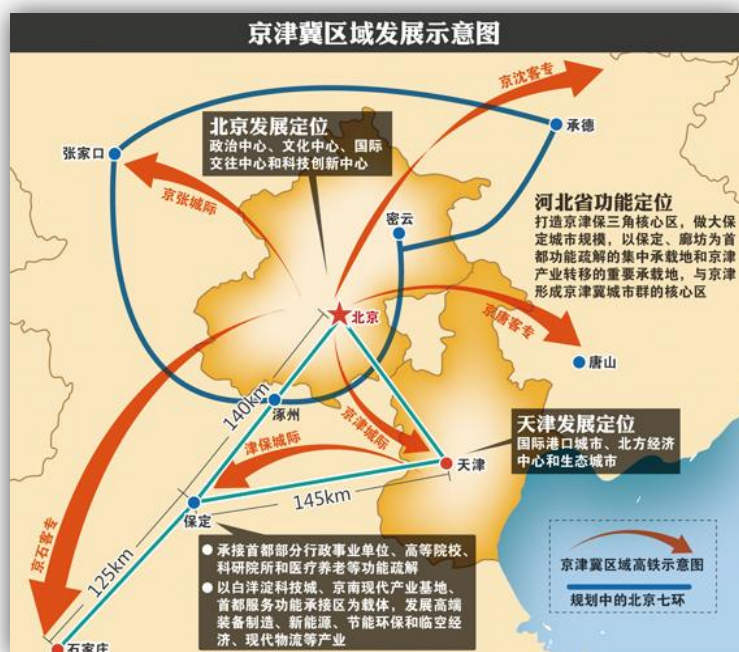 京津冀区域发展示意图
京沈客专
北京发展定位
政治中心、文化中心、国际
交往中心和科技创新中心
承德
张家口
京张城际
密云
河北省功能定位
打造京津保三角核心区，做大保
定城市规模，以保定、廊坊为首
都功能疏解的集中承载地和京津
产业转移的重要承载地，与京津
形成京津冀城市群的核心区
北京
京唐客专
唐山
140km
涿州
京津城际
津保城际
天津发展定位
国际港口城市、北方经济
中心和生态城市
天津
145km
保定
京石客专
125km
承接首都部分行政事业单位、高等院校、
科研院所和医疗养老等功能疏解
以白洋淀科技城、京南现代产业基地、
首都服务功能承接区为载体，发展高端
装备制造、新能源、节能环保和临空经
济、现代物流等产业
京津冀区域高铁示意图
规划中的北京七环
石家庄